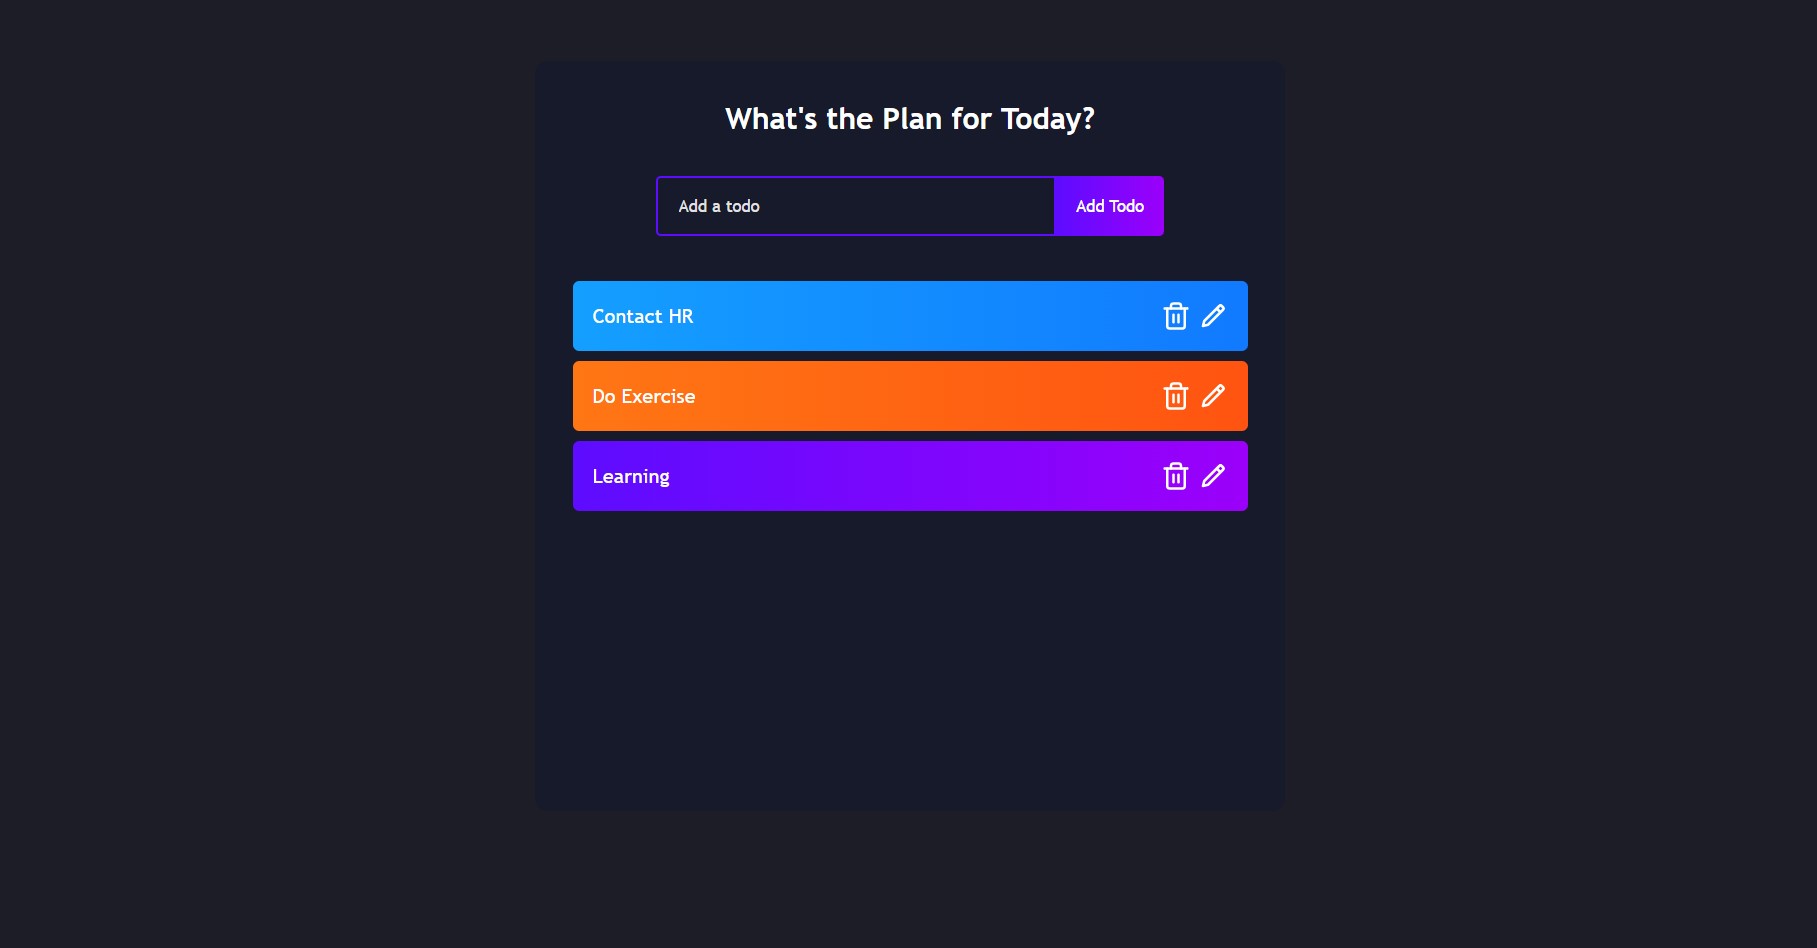 What's the Plan for Today?
Add a todo
Add Todo
Contact HR
Do Exercise
Learning